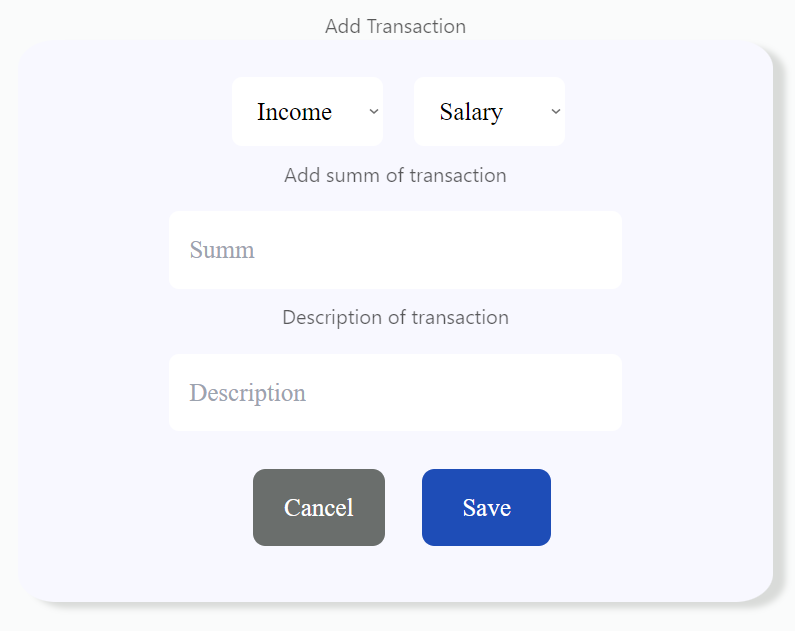 Add Transaction
Income Salary
Add summ of transaction
Summ
Description of transaction
Description
Cancel Save